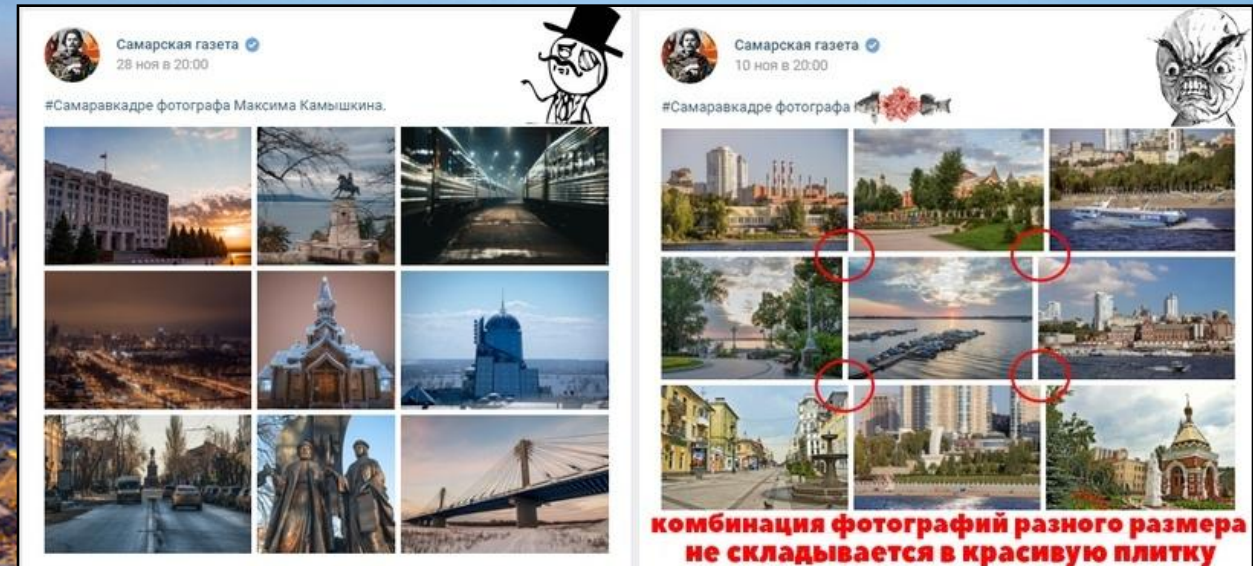 Самарская газета
28 ноя в 20:00
#Самаравкадре фотографа Максима Камышкина.
Самарская газета
10 ноя в 20:00
#Самаравкадре фотографа
комбинация фотографий разного размера
не складывается в красивую плитку